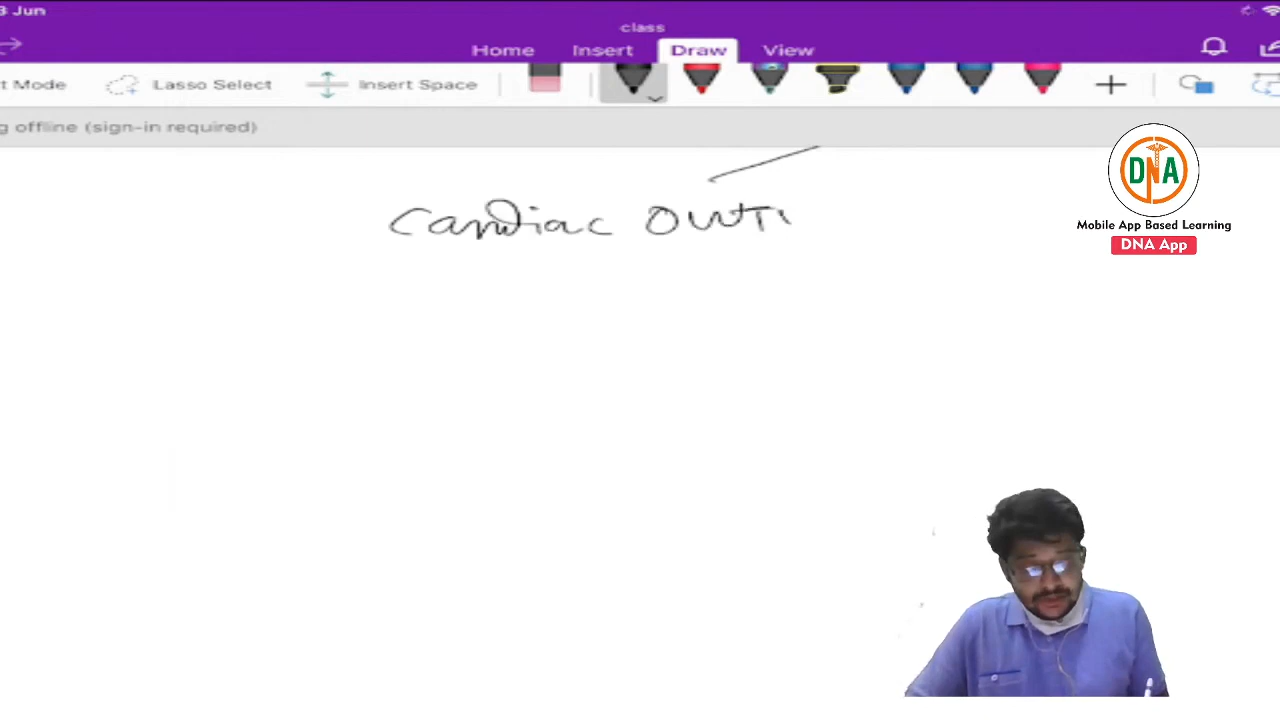 3 Jun
class
Home Insert Draw View
t Mode Lasso Select Insert Space
g offline (sign-in required)
DNA
Mobile App Based Learning
DNA App
Cardiac